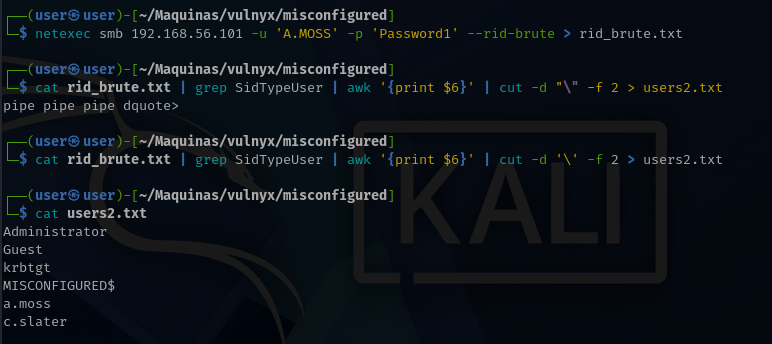 ┌──(user㉿user)-[~/Maquinas/vulnyx/misconfigured]
└─$ netexec smb 192.168.56.101 -u 'A.MOSS' -p 'Password1' --rid-brute > rid_brute.txt
┌──(user㉿user)-[~/Maquinas/vulnyx/misconfigured]
└─$ cat rid_brute.txt | grep SidTypeUser | awk '{print $6}' | cut -d "\" -f 2 > users2.txt
pipe pipe pipe dquote>
┌──(user㉿user)-[~/Maquinas/vulnyx/misconfigured]
└─$ cat rid_brute.txt | grep SidTypeUser | awk '{print $6}' | cut -d '\' -f 2 > users2.txt
┌──(user㉿user)-[~/Maquinas/vulnyx/misconfigured]
└─$ cat users2.txt
Administrator
Guest
krbtgt
MISCONFIGURED$
a.moss
c.slater
KALI